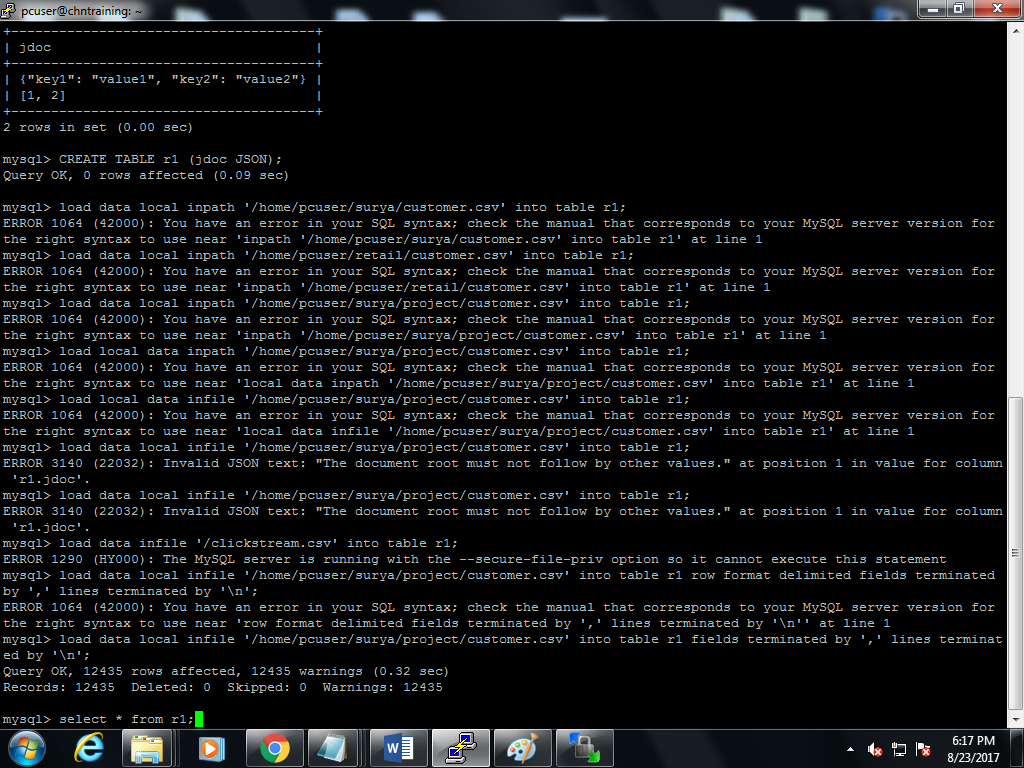 pcuser@chntraining: ~
+---------------------------------------+
| jdoc                                  |
+---------------------------------------+
| {"key1": "value1", "key2": "value2"} |
| [1, 2]                                |
+---------------------------------------+
2 rows in set (0.00 sec)
mysql> CREATE TABLE r1 (jdoc JSON);
Query OK, 0 rows affected (0.09 sec)
mysql> load data local inpath '/home/pcuser/surya/customer.csv' into table r1;
ERROR 1064 (42000): You have an error in your SQL syntax; check the manual that corresponds to your MySQL server version for
the right syntax to use near 'inpath '/home/pcuser/surya/customer.csv' into table r1' at line 1
mysql> load data local inpath '/home/pcuser/retail/customer.csv' into table r1;
ERROR 1064 (42000): You have an error in your SQL syntax; check the manual that corresponds to your MySQL server version for
the right syntax to use near 'inpath '/home/pcuser/retail/customer.csv' into table r1' at line 1
mysql> load data local inpath '/home/pcuser/surya/project/customer.csv' into table r1;
ERROR 1064 (42000): You have an error in your SQL syntax; check the manual that corresponds to your MySQL server version for
the right syntax to use near 'inpath '/home/pcuser/surya/project/customer.csv' into table r1' at line 1
mysql> load local data inpath '/home/pcuser/surya/project/customer.csv' into table r1;
ERROR 1064 (42000): You have an error in your SQL syntax; check the manual that corresponds to your MySQL server version for
the right syntax to use near 'local data inpath '/home/pcuser/surya/project/customer.csv' into table r1' at line 1
mysql> load local data infile '/home/pcuser/surya/project/customer.csv' into table r1;
ERROR 1064 (42000): You have an error in your SQL syntax; check the manual that corresponds to your MySQL server version for
the right syntax to use near 'local data infile '/home/pcuser/surya/project/customer.csv' into table r1' at line 1
mysql> load data local infile '/home/pcuser/surya/project/customer.csv' into table r1;
ERROR 3140 (22032): Invalid JSON text: "The document root must not follow by other values." at position 1 in value for column
'r1.jdoc'.
mysql> load data local infile '/home/pcuser/surya/project/customer.csv' into table r1;
ERROR 3140 (22032): Invalid JSON text: "The document root must not follow by other values." at position 1 in value for column
'r1.jdoc'.
mysql> load data infile '/clickstream.csv' into table r1;
ERROR 1290 (HY000): The MySQL server is running with the --secure-file-priv option so it cannot execute this statement
mysql> load data local infile '/home/pcuser/surya/project/customer.csv' into table r1 row format delimited fields terminated
by ',' lines terminated by '\n';
ERROR 1064 (42000): You have an error in your SQL syntax; check the manual that corresponds to your MySQL server version for
the right syntax to use near 'row format delimited fields terminated by ',' lines terminated by '\n'' at line 1
mysql> load data local infile '/home/pcuser/surya/project/customer.csv' into table r1 fields terminated by ',' lines terminat
ed by '\n';
Query OK, 12435 rows affected, 12435 warnings (0.32 sec)
Records: 12435  Deleted: 0  Skipped: 0  Warnings: 12435
mysql> select * from r1;
6:17 PM
8/23/2017